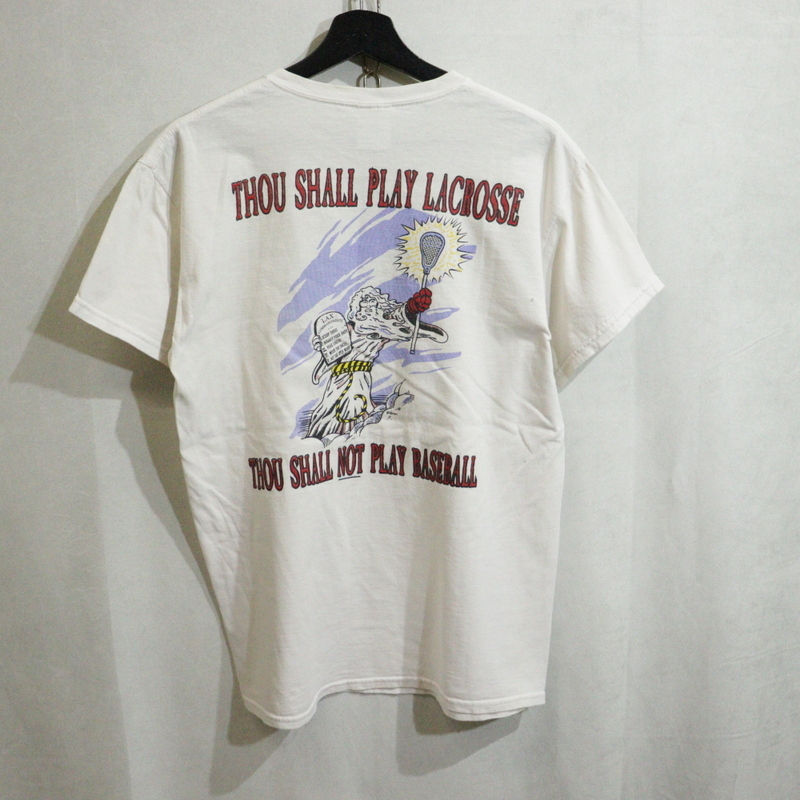 THOU SHALL PLAY LACROSSE
L.A.X.
THOU SHALL NOT PLAY BASEBALL